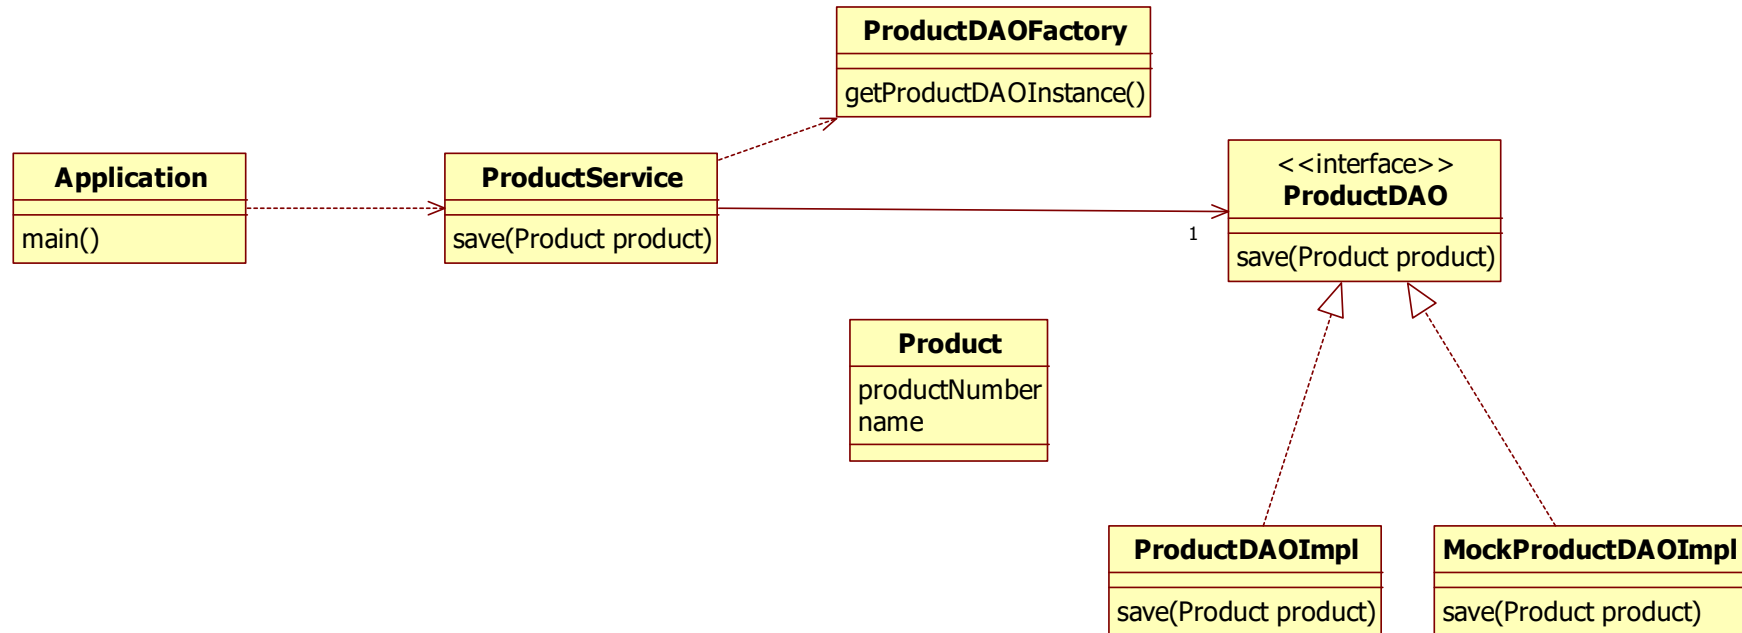 ProductDAOFactory
getProductDAOInstance()
Application
main()
ProductService
save(Product product)
<<interface>>
ProductDAO
save(Product product)
1
Product
productNumber
name
ProductDAOImpl
save(Product product)
MockProductDAOImpl
save(Product product)